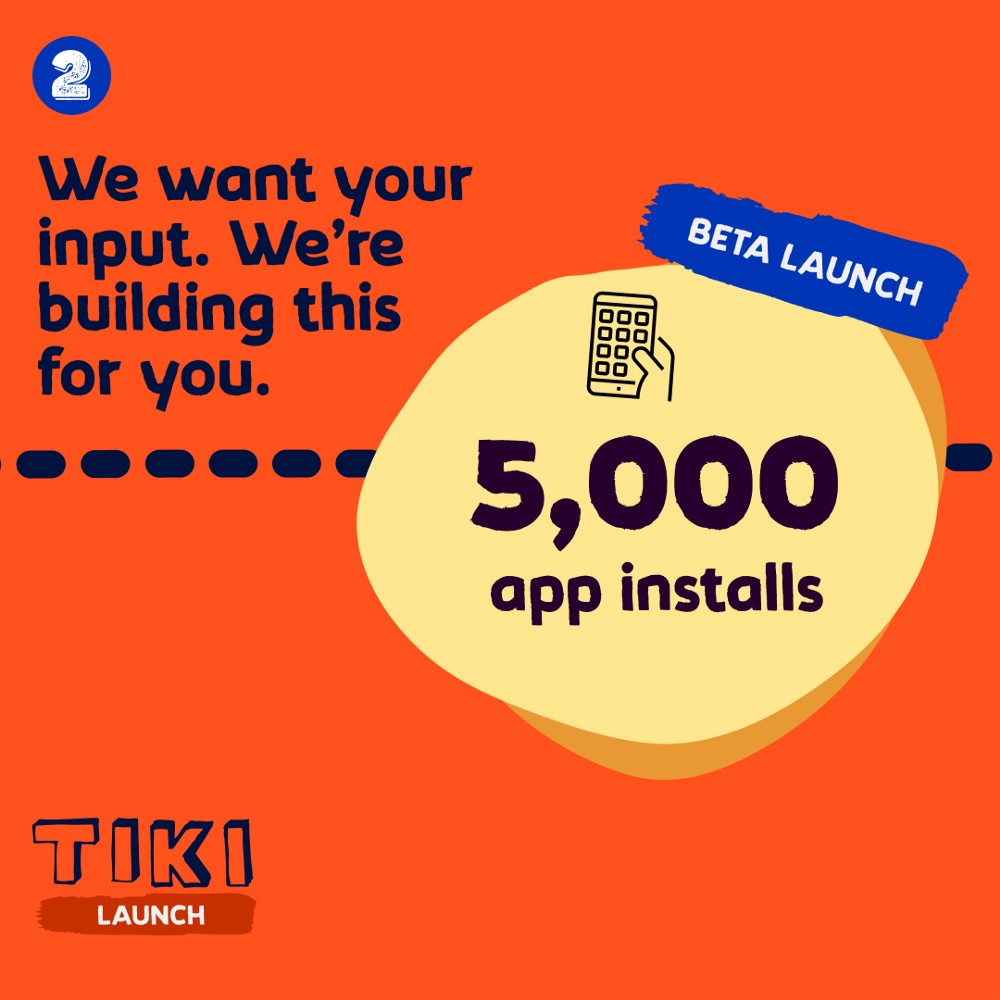 2
We want your
input. We're
building this
for you.
BETA LAUNCH
5,000
app installs
TIKI
LAUNCH